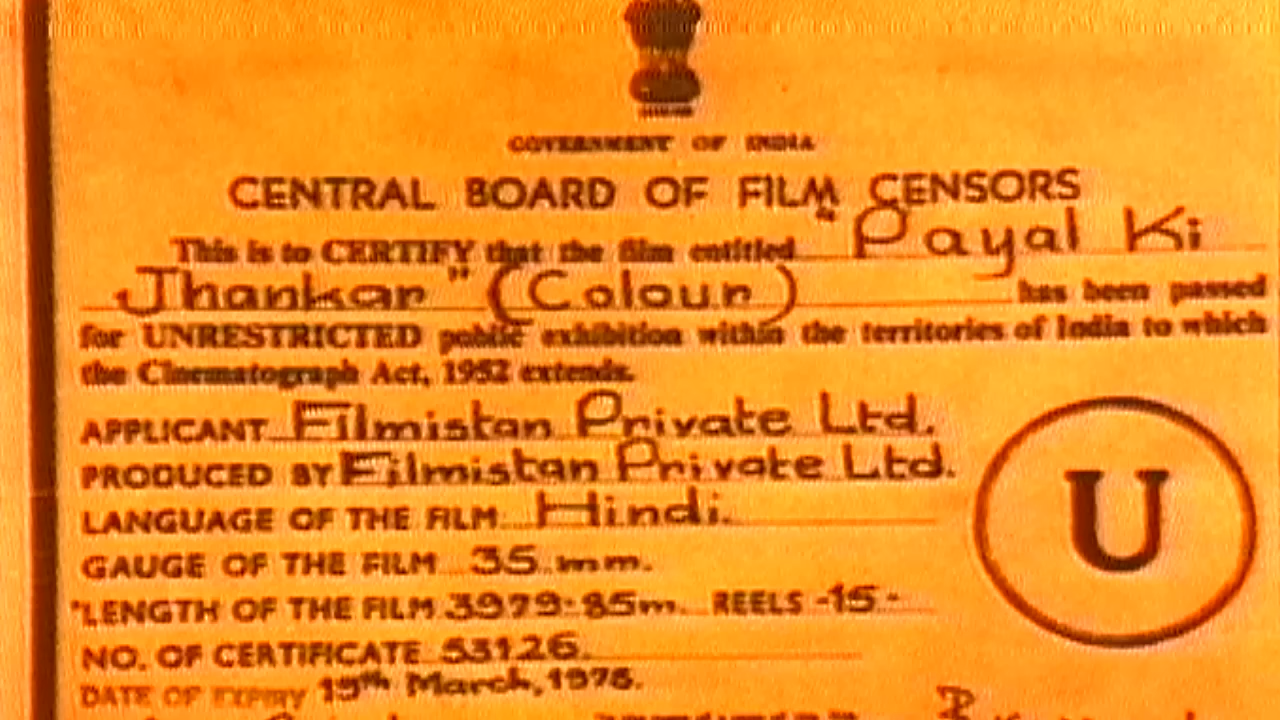 GOVERNMENT OF INDIA
CENTRAL BOARD OF FILM CENSORS
This is to CERTIFY that the film entitled "Payal Ki
Jhankar" (Colour) has been passed
for UNRESTRICTED public exhibition within the territories of India to which
the Cinematograph Act, 1952 extends.
APPLICANT Filmistan Private Ltd.
PRODUCED BY Filmistan Private Ltd.
LANGUAGE OF THE FILM Hindi.
U
GAUGE OF THE FILM 35 mm.
*LENGTH OF THE FILM 3979.85m. REELS -15-
NO. OF CERTIFICATE 53126.
DATE OF EXPIRY March,